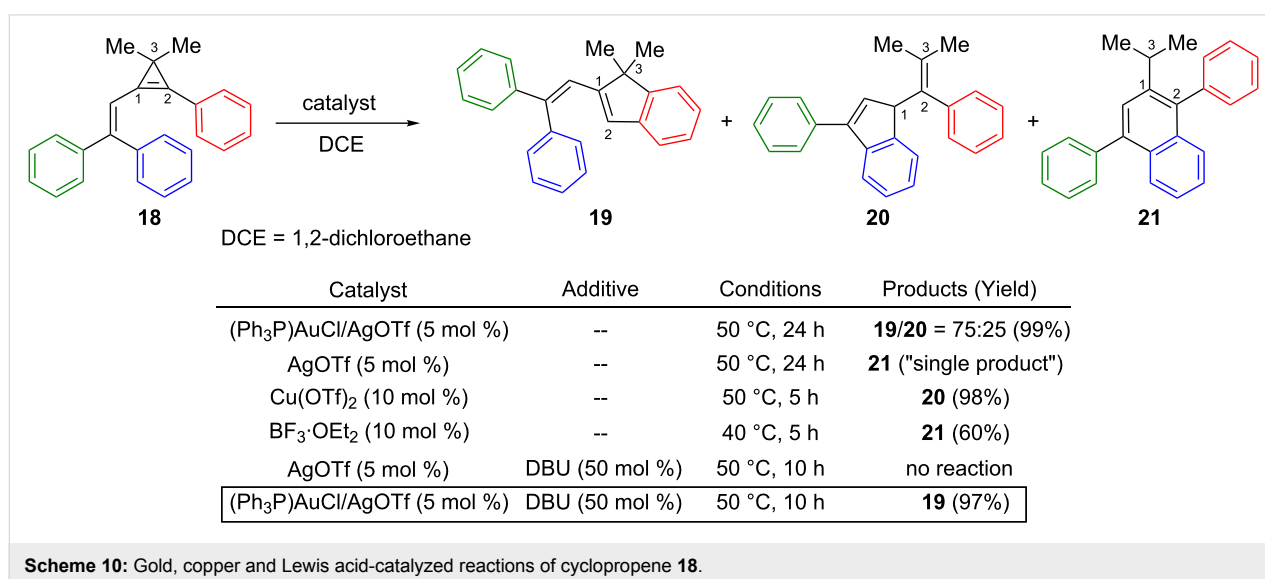 Me 3 Me
1 2
18
catalyst
DCE
Me Me
1 3
2
19
+
Me 3 Me
2
1
20
+
Me 3 Me
1 2
21
DCE = 1,2-dichloroethane
Catalyst Additive Conditions Products (Yield)
(Ph3P)AuCl/AgOTf (5 mol %) -- 50 °C, 24 h 19/20 = 75:25 (99%)
AgOTf (5 mol %) -- 50 °C, 24 h 21 ("single product")
Cu(OTf)2 (10 mol %) -- 50 °C, 5 h 20 (98%)
BF3·OEt2 (10 mol %) -- 40 °C, 5 h 21 (60%)
AgOTf (5 mol %) DBU (50 mol %) 50 °C, 10 h no reaction
(Ph3P)AuCl/AgOTf (5 mol %) DBU (50 mol %) 50 °C, 10 h 19 (97%)
Scheme 10: Gold, copper and Lewis acid-catalyzed reactions of cyclopropene 18.